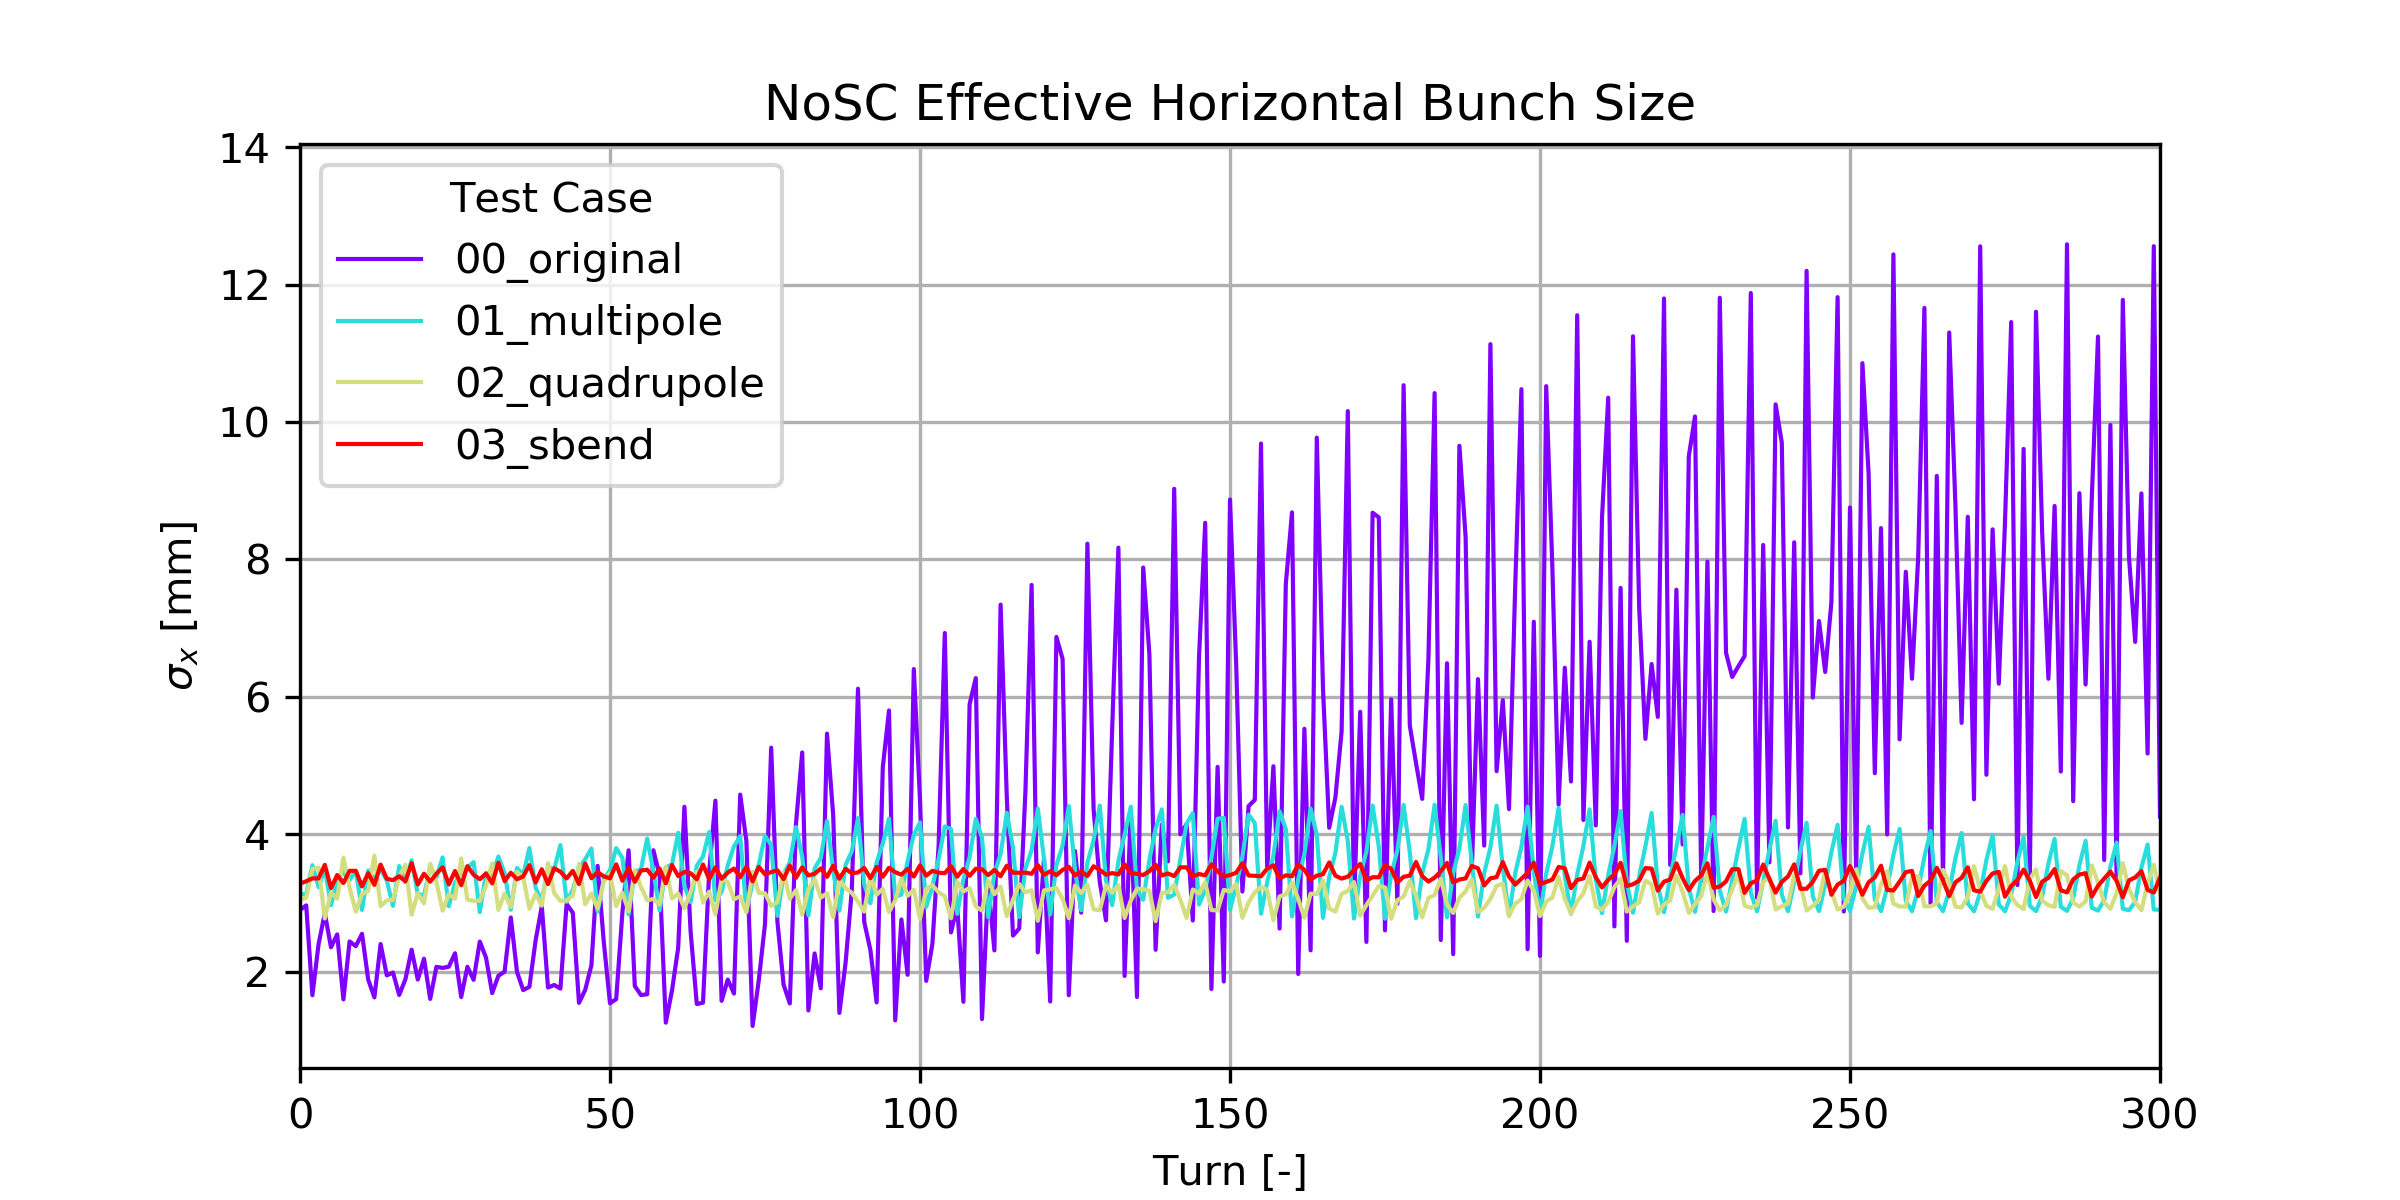 NoSC Effective Horizontal Bunch Size
14
12
10
8
6
4
2
σx [mm]
Test Case
00_original
01_multipole
02_quadrupole
03_sbend
0 50 100 150 200 250 300
Turn [-]